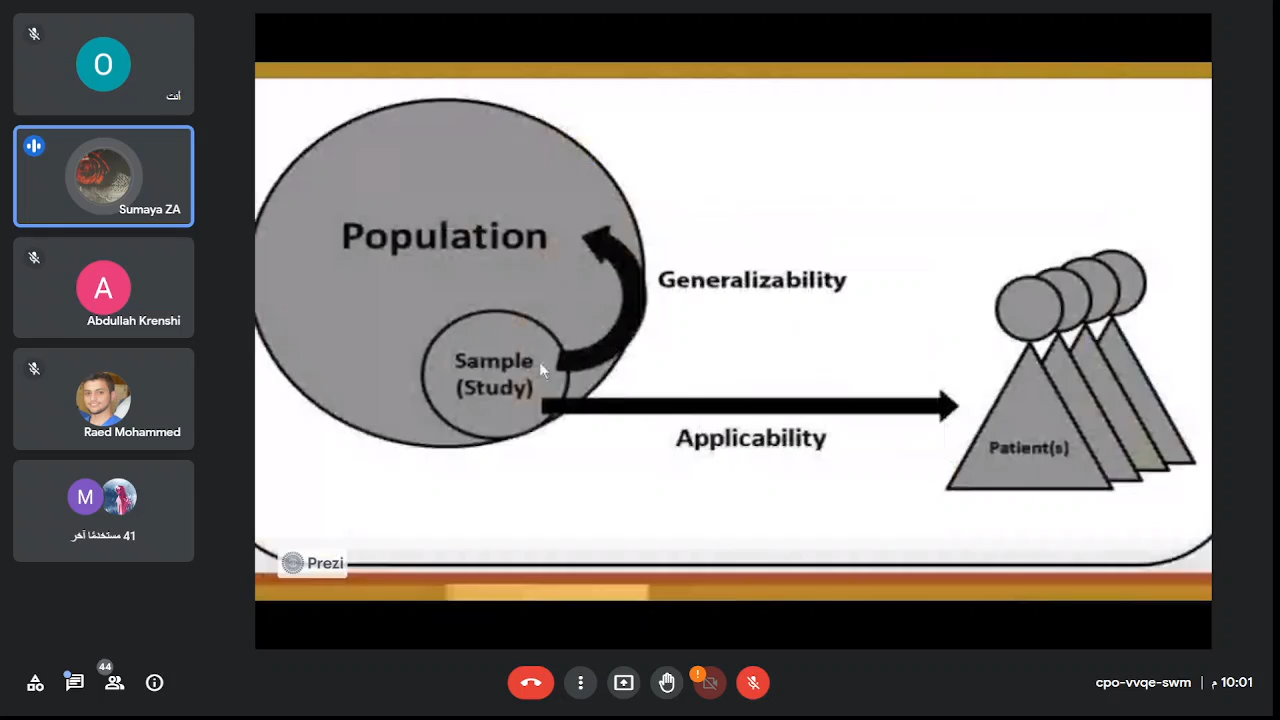 O
أنت
Sumaya ZA
A
Abdullah Krenshi
Raed Mohammed
M
41 مستخدمًا آخر
Population
Generalizability
Sample
(Study)
Applicability
Patient(s)
Prezi
44
!
cpo-vvqe-swm | 10:01 م